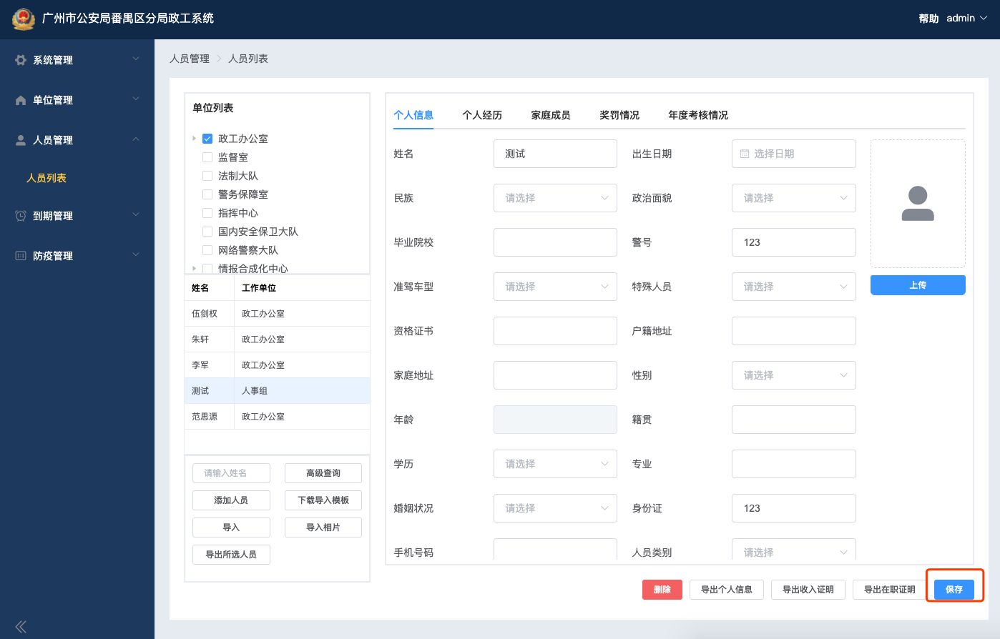 广州市公安局番禺区分局政工系统
帮助 admin
系统管理
单位管理
人员管理
人员列表
到期管理
防疫管理
人员管理 人员列表
单位列表
政工办公室
监督室
法制大队
警务保障室
指挥中心
国内安全保卫大队
网络警察大队
情报合成化中心
姓名 工作单位
伍剑权 政工办公室
朱轩 政工办公室
李军 政工办公室
测试 人事组
范思源 政工办公室
请输入姓名 高级查询
添加人员 下载导入模板
导入 导入相片
导出所选人员
个人信息 个人经历 家庭成员 奖罚情况 年度考核情况
姓名 测试 出生日期 选择日期
民族 请选择 政治面貌 请选择
毕业院校 警号 123
准驾车型 请选择 特殊人员 请选择
上传
资格证书 户籍地址
家庭地址 性别 请选择
年龄 籍贯
学历 请选择 专业
婚姻状况 请选择 身份证 123
手机号码 人员类别 请选择
删除 导出个人信息 导出收入证明 导出在职证明 保存